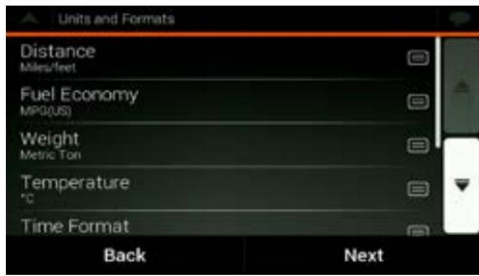 Units and Formats
Distance
Miles/feet
Fuel Economy
MPG(US)
Weight
Metric Ton
Temperature
°C
Time Format
Back
Next